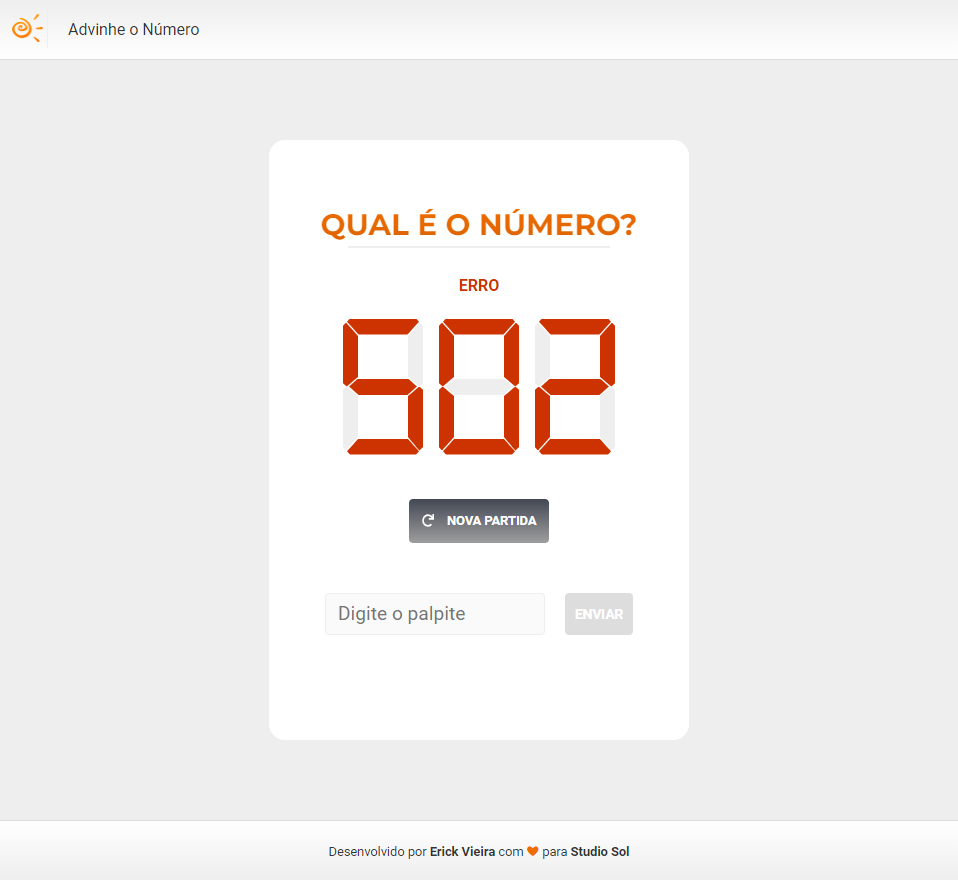 Advinhe o Número
QUAL É O NÚMERO?
ERRO
502
NOVA PARTIDA
Digite o palpite
ENVIAR
Desenvolvido por Erick Vieira com 🧡 para Studio Sol